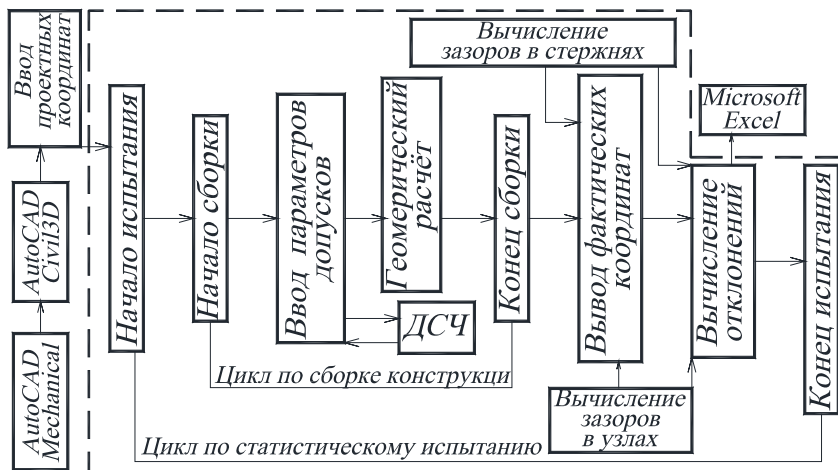 Ввод
проектных
координат
AutoCAD
Civil3D
AutoCAD
Mechanical
Начало испытания
Начало сборки
Ввод параметров
допусков
Геомерический
расчёт
ДСЧ
Конец сборки
Вычисление
зазоров в стержнях
Вывод фактических
координат
Вычисление
зазоров
в узлах
Microsoft
Excel
Вычисление
отклонений
Конец испытания
Цикл по сборке конструкци
Цикл по статистическому испытанию